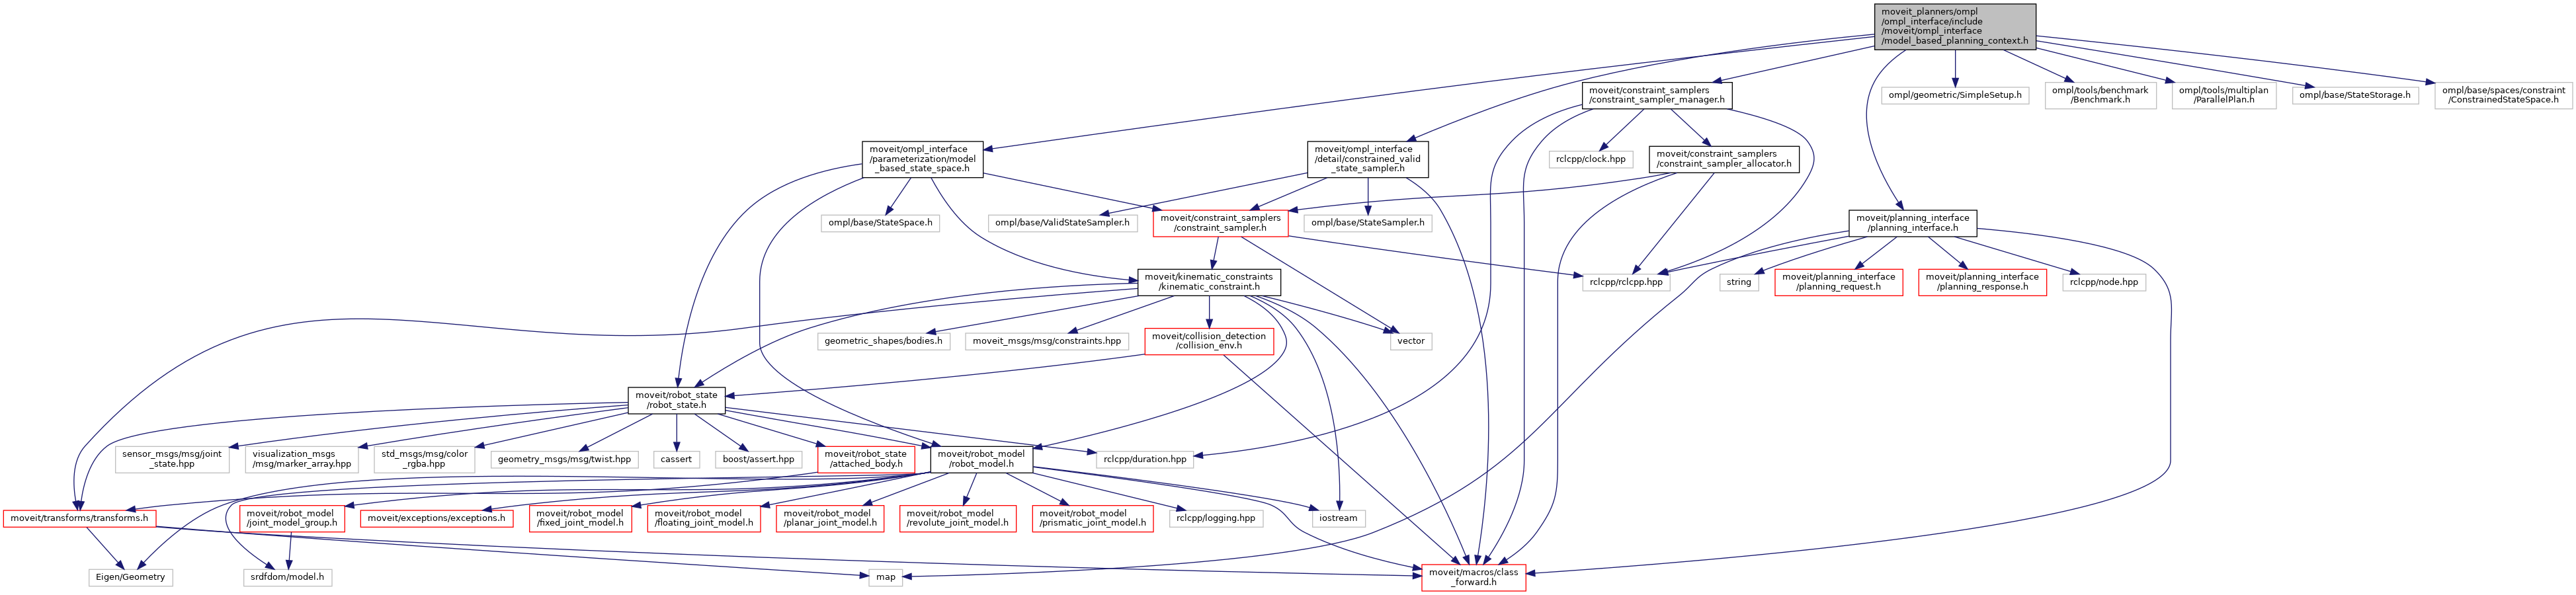 moveit_planners/ompl
/ompl_interface/include
/moveit/ompl_interface
/model_based_planning_context.h
moveit/constraint_samplers
/constraint_sampler_manager.h
ompl/geometric/SimpleSetup.h
ompl/tools/benchmark
/Benchmark.h
ompl/tools/multiplan
/ParallelPlan.h
ompl/base/StateStorage.h
ompl/base/spaces/constraint
/ConstrainedStateSpace.h
moveit/ompl_interface
/parameterization/model
_based_state_space.h
moveit/ompl_interface
/detail/constrained_valid
_state_sampler.h
rclcpp/clock.hpp
moveit/constraint_samplers
/constraint_sampler_allocator.h
ompl/base/StateSpace.h
ompl/base/ValidStateSampler.h
moveit/constraint_samplers
/constraint_sampler.h
ompl/base/StateSampler.h
moveit/planning_interface
/planning_interface.h
moveit/kinematic_constraints
/kinematic_constraint.h
rclcpp/rclcpp.hpp
string
moveit/planning_interface
/planning_request.h
moveit/planning_interface
/planning_response.h
rclcpp/node.hpp
geometric_shapes/bodies.h
moveit_msgs/msg/constraints.hpp
moveit/collision_detection
/collision_env.h
vector
moveit/robot_state
/robot_state.h
sensor_msgs/msg/joint
_state.hpp
visualization_msgs
/msg/marker_array.hpp
std_msgs/msg/color
_rgba.hpp
geometry_msgs/msg/twist.hpp
cassert
boost/assert.hpp
moveit/robot_state
/attached_body.h
moveit/robot_model
/robot_model.h
rclcpp/duration.hpp
moveit/transforms/transforms.h
moveit/robot_model
/joint_model_group.h
moveit/exceptions/exceptions.h
moveit/robot_model
/fixed_joint_model.h
moveit/robot_model
/floating_joint_model.h
moveit/robot_model
/planar_joint_model.h
moveit/robot_model
/revolute_joint_model.h
moveit/robot_model
/prismatic_joint_model.h
rclcpp/logging.hpp
iostream
Eigen/Geometry
srdfdom/model.h
map
moveit/macros/class
_forward.h